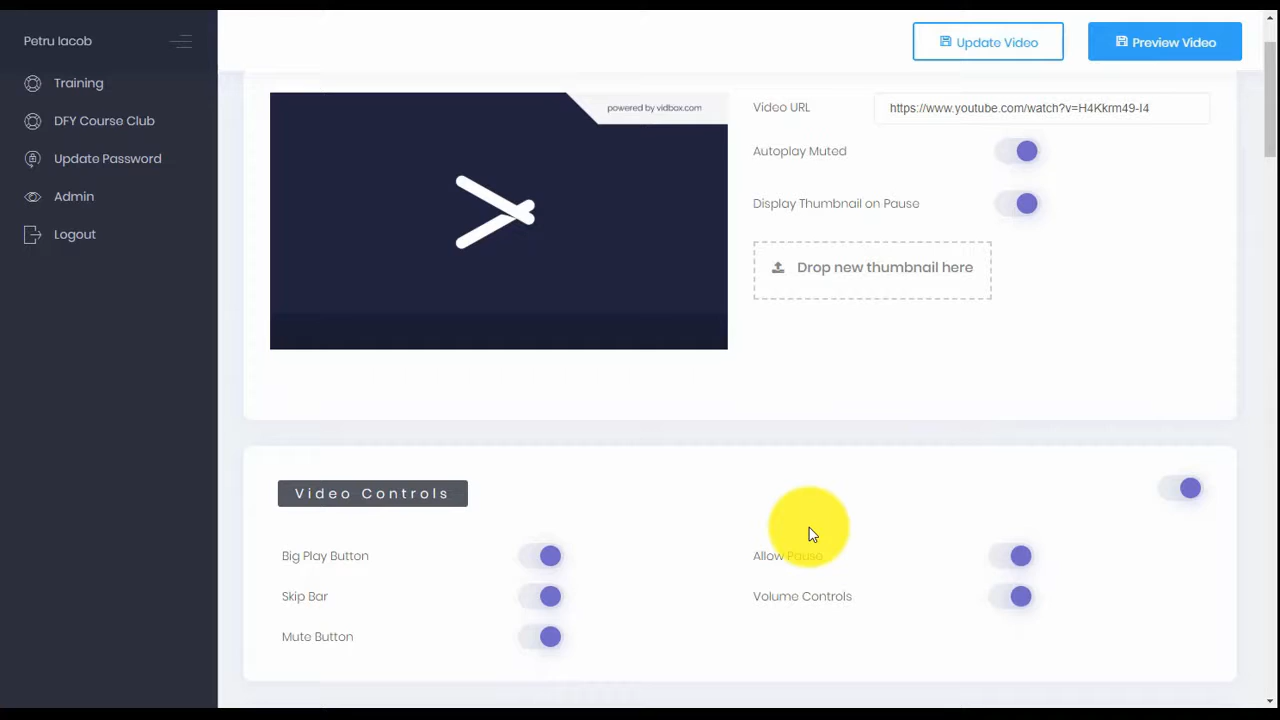 Petru Iacob
Training
DFY Course Club
Update Password
Admin
Logout
Update Video
Preview Video
powered by vidbox.com
Video URL
https://www.youtube.com/watch?v=H4Kkrm49-I4
Autoplay Muted
Display Thumbnail on Pause
Drop new thumbnail here
Video Controls
Big Play Button
Allow Pause
Skip Bar
Volume Controls
Mute Button